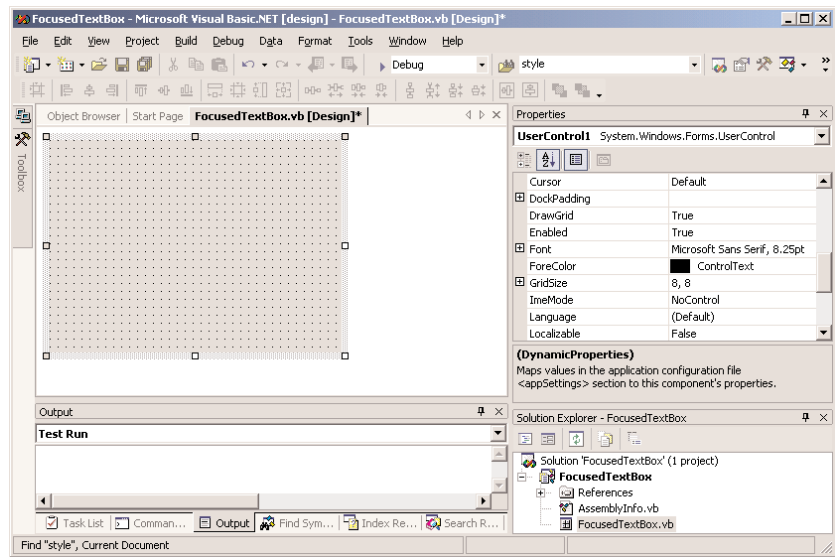 FocusedTextBox - Microsoft Visual Basic.NET [design] - FocusedTextBox.vb [Design]*
File Edit View Project Build Debug Data Format Tools Window Help
Debug style
Object Browser Start Page FocusedTextBox.vb [Design]*
Toolbox
Properties
UserControl1 System.Windows.Forms.UserControl
Cursor Default
DockPadding
DrawGrid True
Enabled True
Font Microsoft Sans Serif, 8.25pt
ForeColor ControlText
GridSize 8, 8
ImeMode NoControl
Language (Default)
Localizable False
(DynamicProperties)
Maps values in the application configuration file
<appSettings> section to this component's properties.
Output
Test Run
Task List Comman... Output Find Sym... Index Re... Search R...
Solution Explorer - FocusedTextBox
Solution 'FocusedTextBox' (1 project)
FocusedTextBox
References
AssemblyInfo.vb
FocusedTextBox.vb
Find "style", Current Document